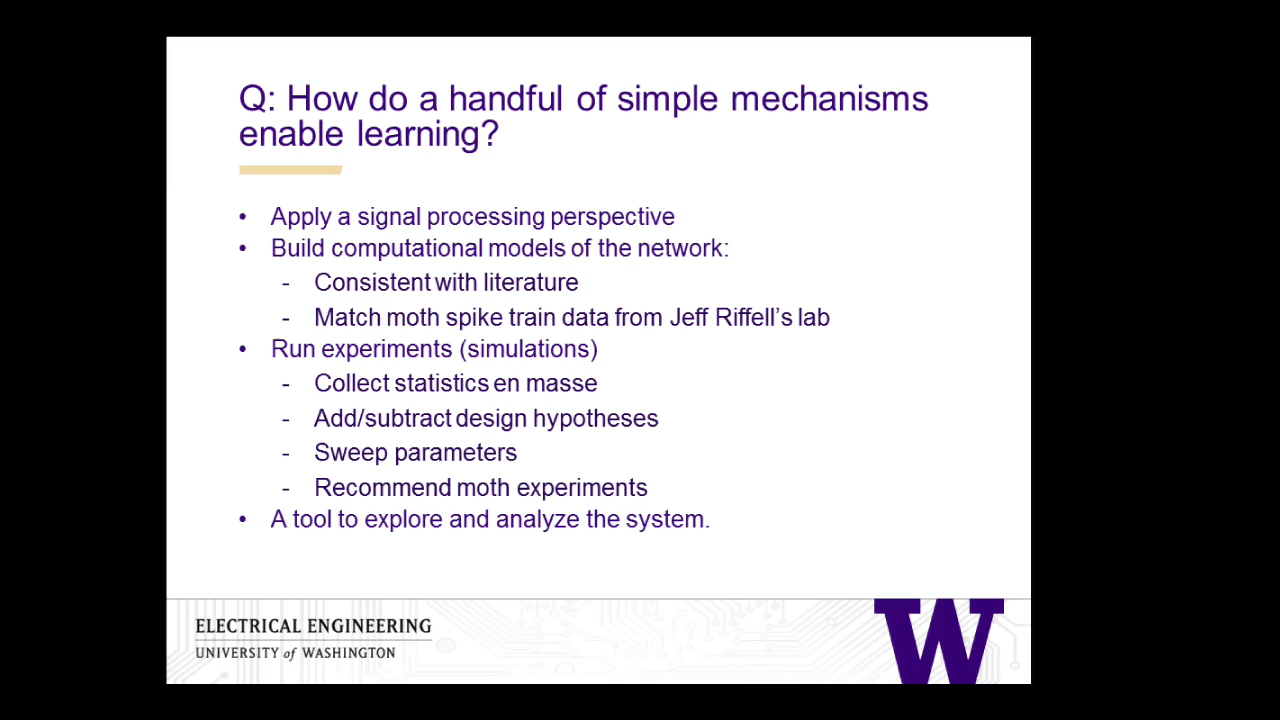 Q: How do a handful of simple mechanisms
enable learning?
• Apply a signal processing perspective
• Build computational models of the network:
- Consistent with literature
- Match moth spike train data from Jeff Riffell's lab
• Run experiments (simulations)
- Collect statistics en masse
- Add/subtract design hypotheses
- Sweep parameters
- Recommend moth experiments
• A tool to explore and analyze the system.
ELECTRICAL ENGINEERING
UNIVERSITY of WASHINGTON
W